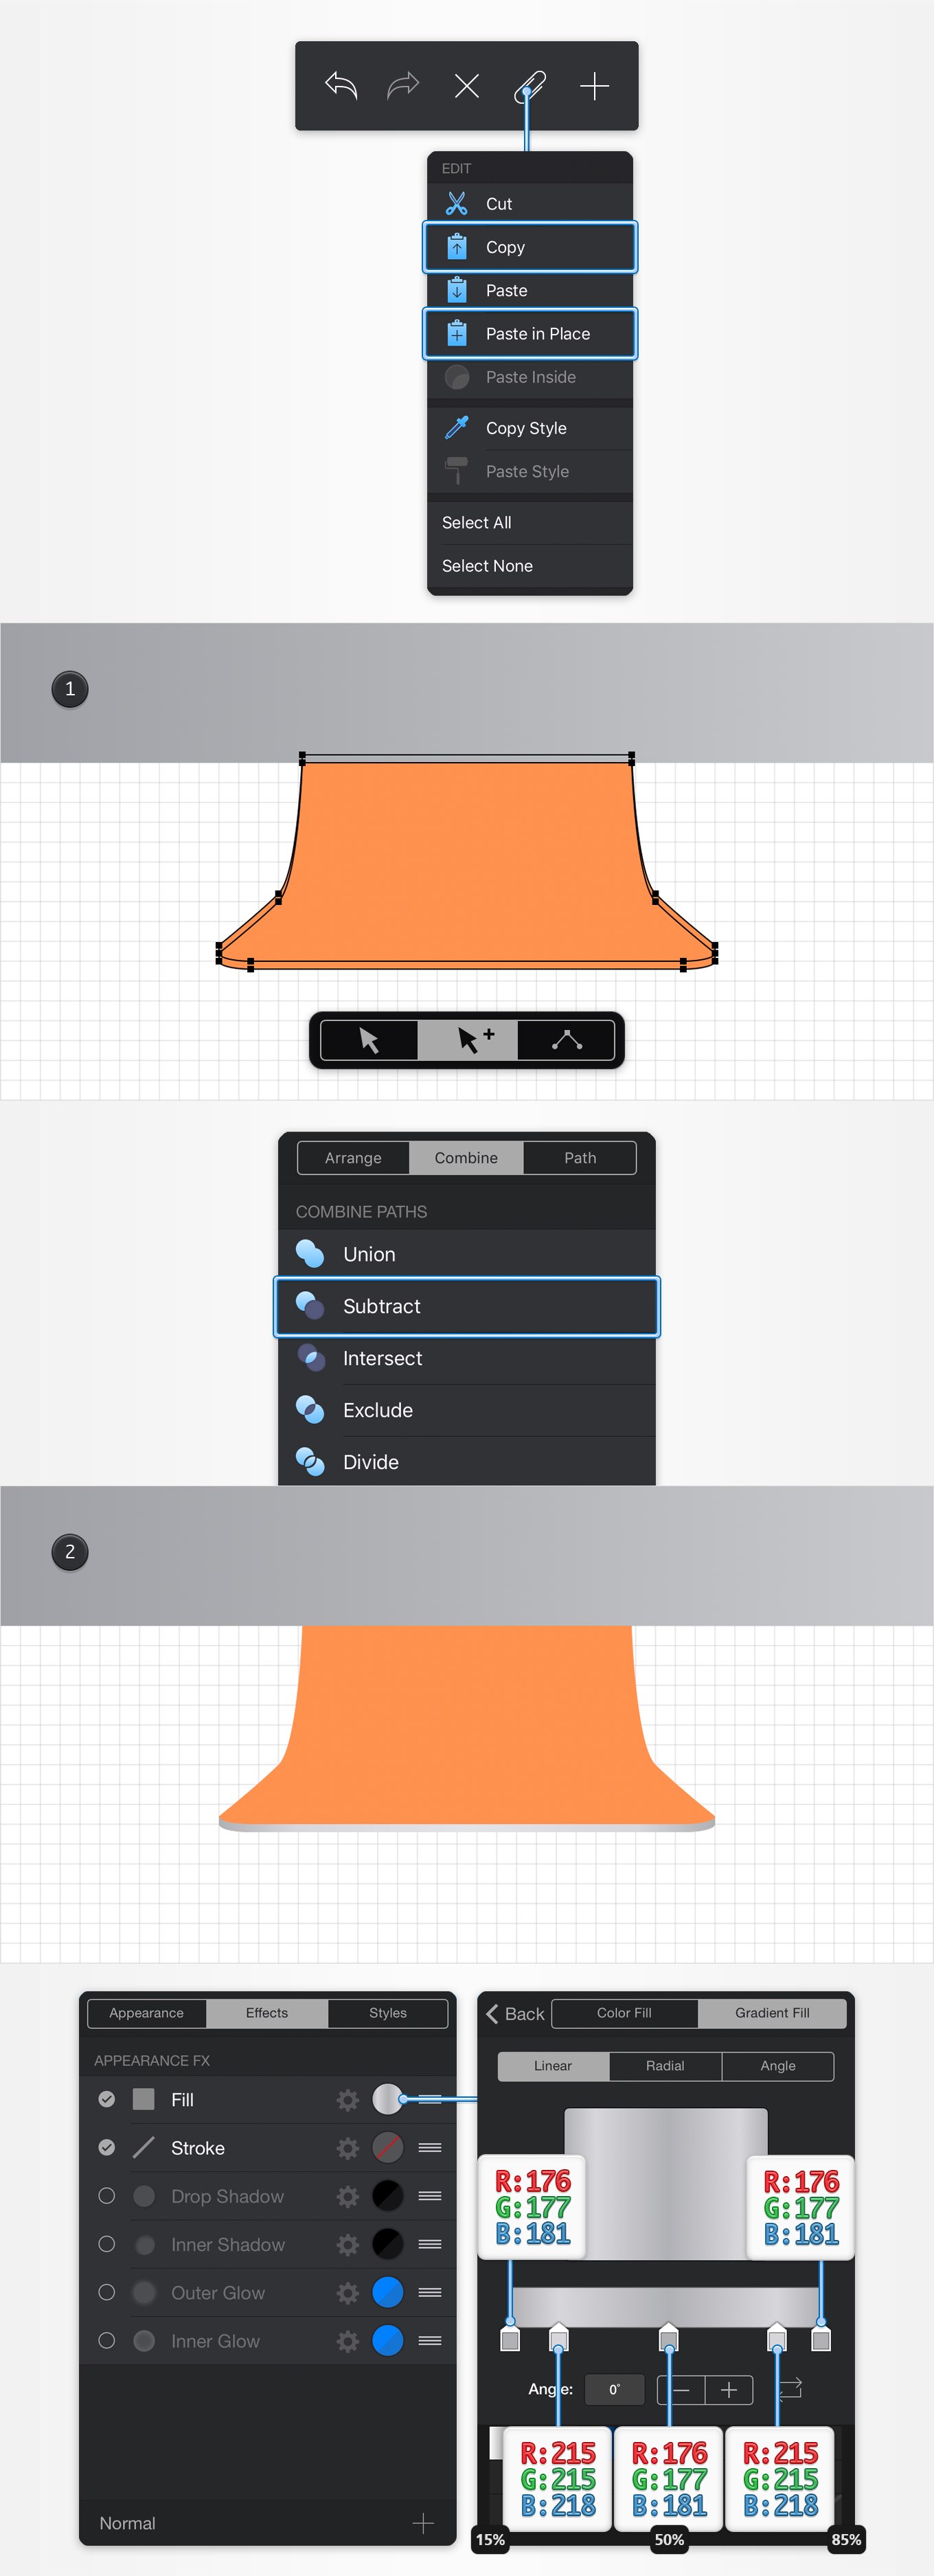 EDIT
Cut
Copy
Paste
Paste in Place
Paste Inside
Copy Style
Paste Style
Select All
Select None
1
Arrange Combine Path
COMBINE PATHS
Union
Subtract
Intersect
Exclude
Divide
2
Appearance Effects Styles
APPEARANCE FX
Fill
Stroke
Drop Shadow
Inner Shadow
Outer Glow
Inner Glow
Normal
Back Color Fill Gradient Fill
Linear Radial Angle
R:176
G:177
B:181
R:176
G:177
B:181
Angle: 0°
R:215
G:215
B:218
R:176
G:177
B:181
R:215
G:215
B:218
15% 50% 85%